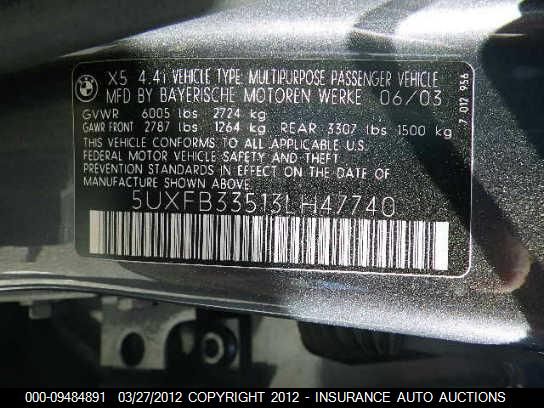 BMW
X5 4.4i VEHICLE TYPE: MULTIPURPOSE PASSENGER VEHICLE
MFD BY BAYERISCHE MOTOREN WERKE 06/03
GVWR 6005 lbs 2724 kg
GAWR FRONT 2787 lbs 1264 kg REAR 3307 lbs 1500 kg
THIS VEHICLE CONFORMS TO ALL APPLICABLE U.S.
FEDERAL MOTOR VEHICLE SAFETY AND THEFT
PREVENTION STANDARDS IN EFFECT ON THE DATE OF
MANUFACTURE SHOWN ABOVE.
5UXFB33513LH47740
7 012 956
000-09484891 03/27/2012 COPYRIGHT 2012 - INSURANCE AUTO AUCTIONS